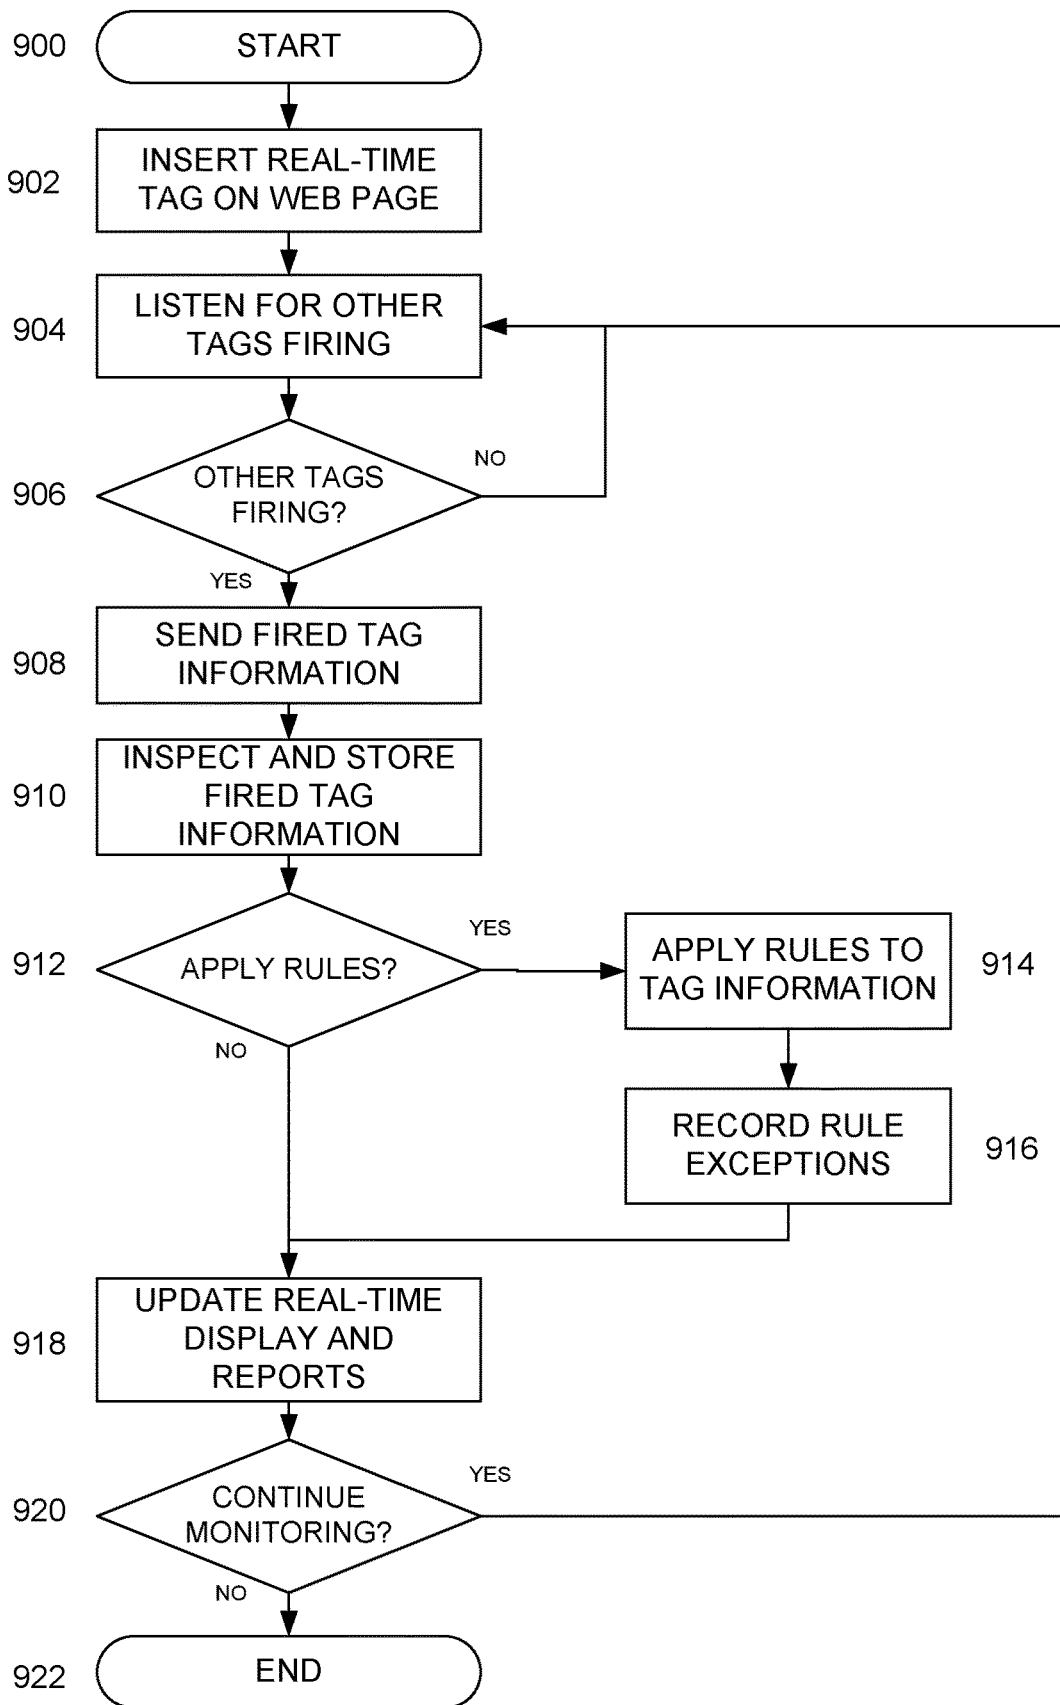 900
START
902
INSERT REAL-TIME
TAG ON WEB PAGE
904
LISTEN FOR OTHER
TAGS FIRING
906
OTHER TAGS
FIRING?
NO
YES
908
SEND FIRED TAG
INFORMATION
910
INSPECT AND STORE
FIRED TAG
INFORMATION
912
APPLY RULES?
YES
NO
APPLY RULES TO
TAG INFORMATION
914
RECORD RULE
EXCEPTIONS
916
918
UPDATE REAL-TIME
DISPLAY AND
REPORTS
920
CONTINUE
MONITORING?
YES
NO
922
END